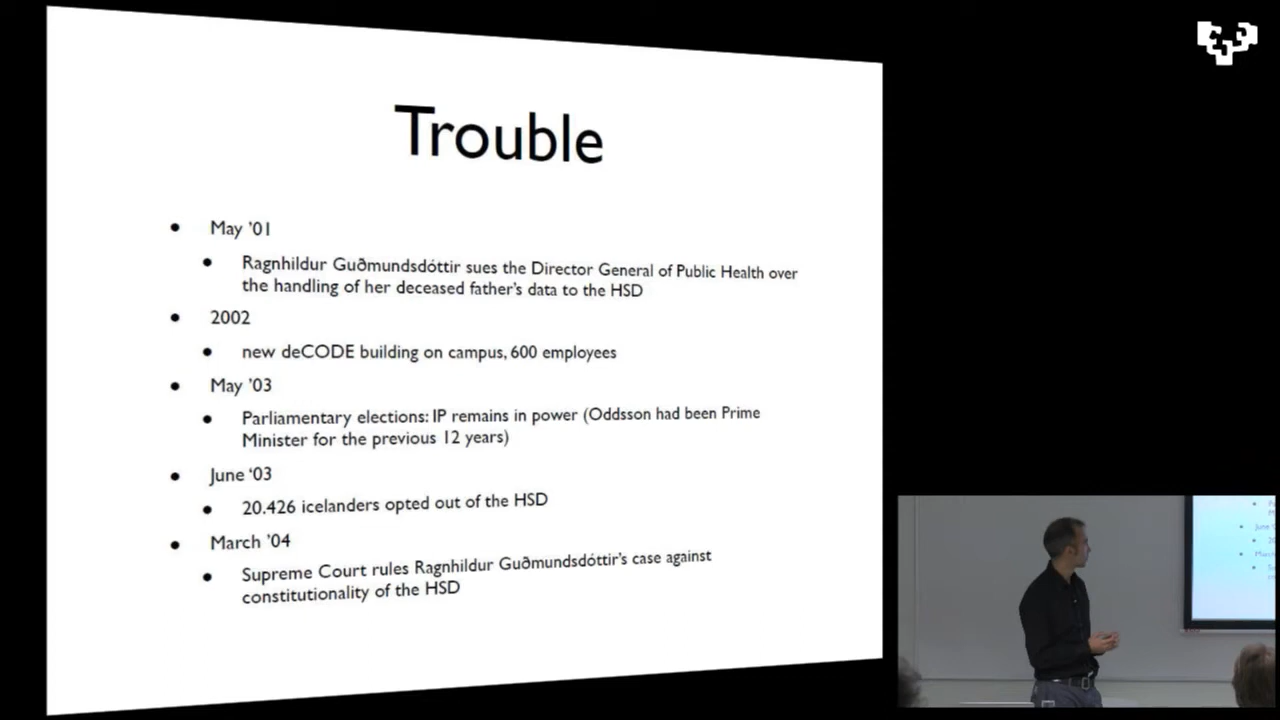 Trouble
• May '01
• Ragnhildur Guðmundsdóttir sues the Director General of Public Health over
the handling of her deceased father's data to the HSD
• 2002
• new deCODE building on campus, 600 employees
• May '03
• Parliamentary elections: IP remains in power (Oddsson had been Prime
Minister for the previous 12 years)
• June ‘03
• 20.426 icelanders opted out of the HSD
• March '04
• Supreme Court rules Ragnhildur Guðmundsdóttir's case against
constitutionality of the HSD